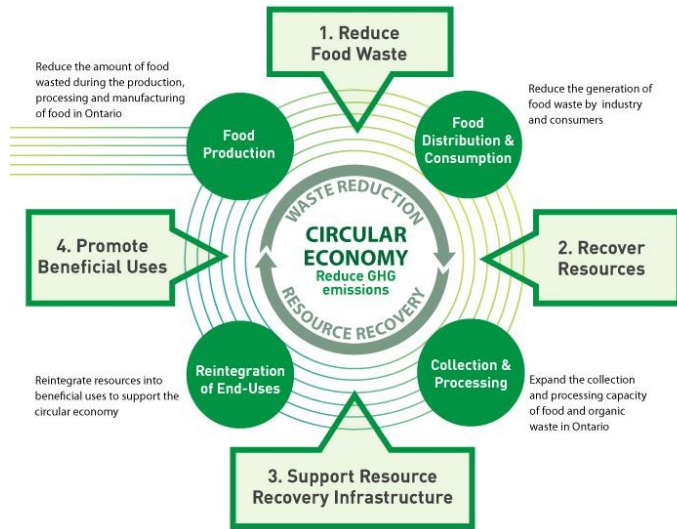 1. Reduce
Food Waste
Reduce the amount of food
wasted during the production,
processing and manufacturing
of food in Ontario
Reduce the generation of
food waste by industry
and consumers
Food
Production
Food
Distribution &
Consumption
WASTE REDUCTION
CIRCULAR
ECONOMY
Reduce GHG
emissions
RESOURCE RECOVERY
4. Promote
Beneficial Uses
2. Recover
Resources
Reintegration
of End-Uses
Collection &
Processing
Reintegrate resources into
beneficial uses to support the
circular economy
Expand the collection
and processing capacity
of food and organic
waste in Ontario
3. Support Resource
Recovery Infrastructure